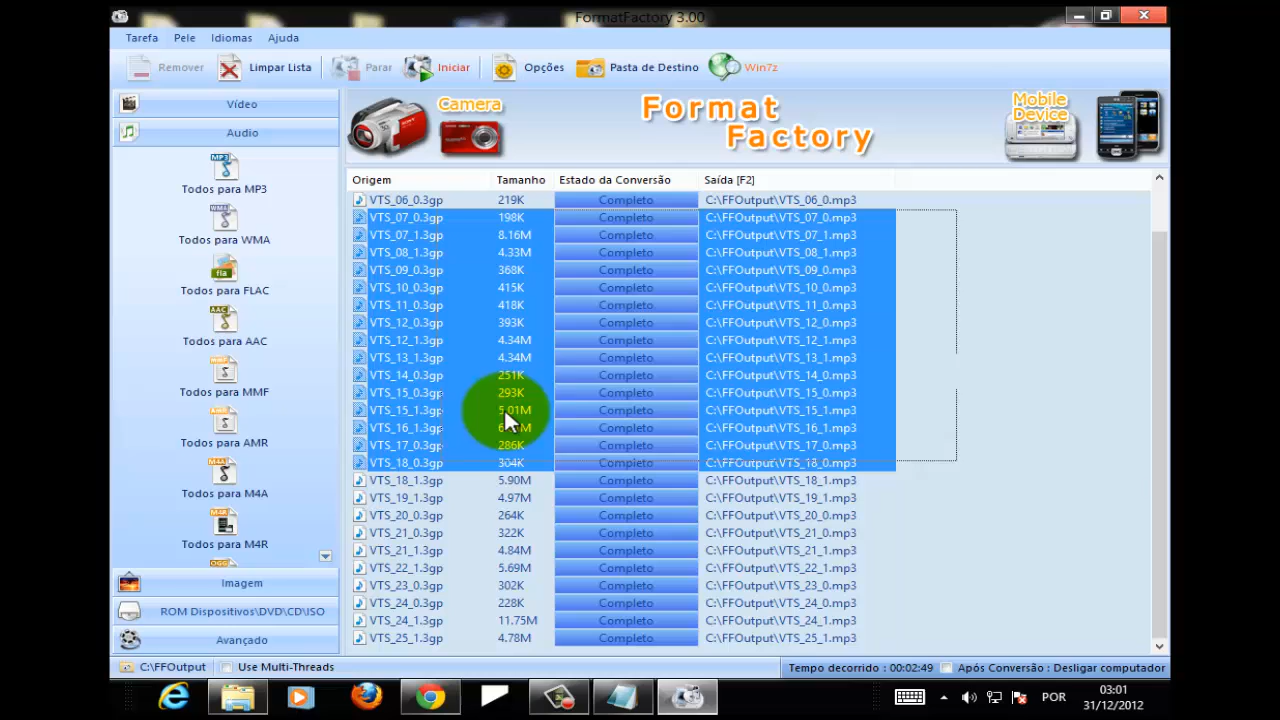 FormatFactory 3.00
Tarefa Pele Idiomas Ajuda
Remover Limpar Lista Parar Iniciar Opções Pasta de Destino Win7z
Vídeo
Audio
MP3
Todos para MP3
WMA
Todos para WMA
fla
Todos para FLAC
AAC
Todos para AAC
Todos para MMF
Todos para AMR
M4A
Todos para M4A
M4R
Todos para M4R
Imagem
ROM Dispositivos\DVD\CD\ISO
Avançado
Camera
Format
Factory
Mobile
Device
Origem Tamanho Estado da Conversão Saída [F2]
VTS_06_0.3gp 219K Completo C:\FFOutput\VTS_06_0.mp3
VTS_07_0.3gp 198K Completo C:\FFOutput\VTS_07_0.mp3
VTS_07_1.3gp 8.16M Completo C:\FFOutput\VTS_07_1.mp3
VTS_08_1.3gp 4.33M Completo C:\FFOutput\VTS_08_1.mp3
VTS_09_0.3gp 368K Completo C:\FFOutput\VTS_09_0.mp3
VTS_10_0.3gp 415K Completo C:\FFOutput\VTS_10_0.mp3
VTS_11_0.3gp 418K Completo C:\FFOutput\VTS_11_0.mp3
VTS_12_0.3gp 393K Completo C:\FFOutput\VTS_12_0.mp3
VTS_12_1.3gp 4.34M Completo C:\FFOutput\VTS_12_1.mp3
VTS_13_1.3gp 4.34M Completo C:\FFOutput\VTS_13_1.mp3
VTS_14_0.3gp 251K Completo C:\FFOutput\VTS_14_0.mp3
VTS_15_0.3gp 293K Completo C:\FFOutput\VTS_15_0.mp3
VTS_15_1.3gp 5.01M Completo C:\FFOutput\VTS_15_1.mp3
VTS_16_1.3gp Completo C:\FFOutput\VTS_16_1.mp3
VTS_17_0.3gp 286K Completo C:\FFOutput\VTS_17_0.mp3
VTS_18_0.3gp 304K Completo C:\FFOutput\VTS_18_0.mp3
VTS_18_1.3gp 5.90M Completo C:\FFOutput\VTS_18_1.mp3
VTS_19_1.3gp 4.97M Completo C:\FFOutput\VTS_19_1.mp3
VTS_20_0.3gp 264K Completo C:\FFOutput\VTS_20_0.mp3
VTS_21_0.3gp 322K Completo C:\FFOutput\VTS_21_0.mp3
VTS_21_1.3gp 4.84M Completo C:\FFOutput\VTS_21_1.mp3
VTS_22_1.3gp 5.69M Completo C:\FFOutput\VTS_22_1.mp3
VTS_23_0.3gp 302K Completo C:\FFOutput\VTS_23_0.mp3
VTS_24_0.3gp 228K Completo C:\FFOutput\VTS_24_0.mp3
VTS_24_1.3gp 11.75M Completo C:\FFOutput\VTS_24_1.mp3
VTS_25_1.3gp 4.78M Completo C:\FFOutput\VTS_25_1.mp3
C:\FFOutput Use Multi-Threads Tempo decorrido : 00:02:49 Após Conversão : Desligar computador
POR 03:01
31/12/2012